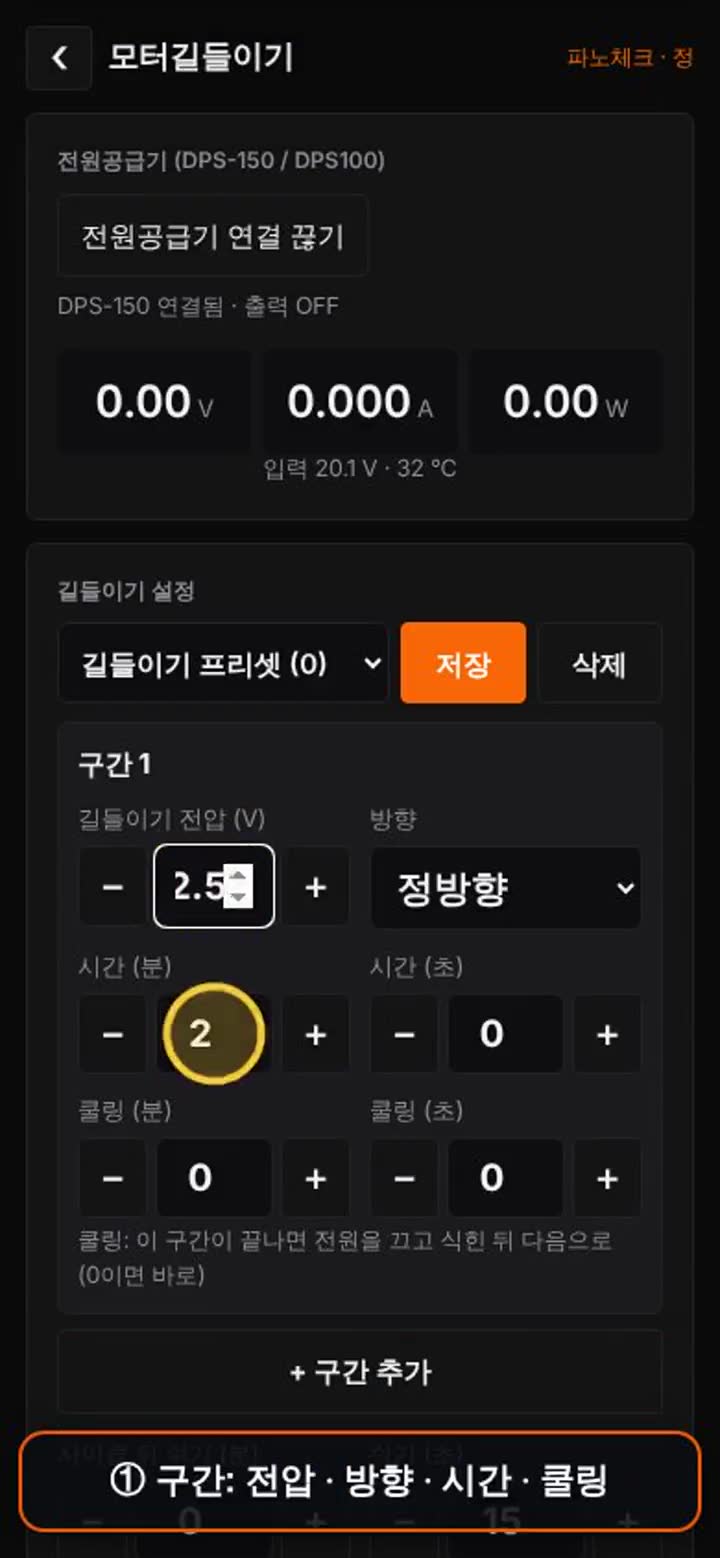 모터길들이기
파노체크 · 정
전원공급기 (DPS-150 / DPS100)
전원공급기 연결 끊기
DPS-150 연결됨 · 출력 OFF
0.00 V 0.000 A 0.00 W
입력 20.1 V · 32 °C
길들이기 설정
길들이기 프리셋 (0) 저장 삭제
구간 1
길들이기 전압 (V) 방향
− 2.5 + 정방향
시간 (분) 시간 (초)
− 2 + − 0 +
쿨링 (분) 쿨링 (초)
− 0 + − 0 +
쿨링: 이 구간이 끝나면 전원을 끄고 식힌 뒤 다음으로
(0이면 바로)
+ 구간 추가
① 구간: 전압 · 방향 · 시간 · 쿨링
− 0 + − 15 +